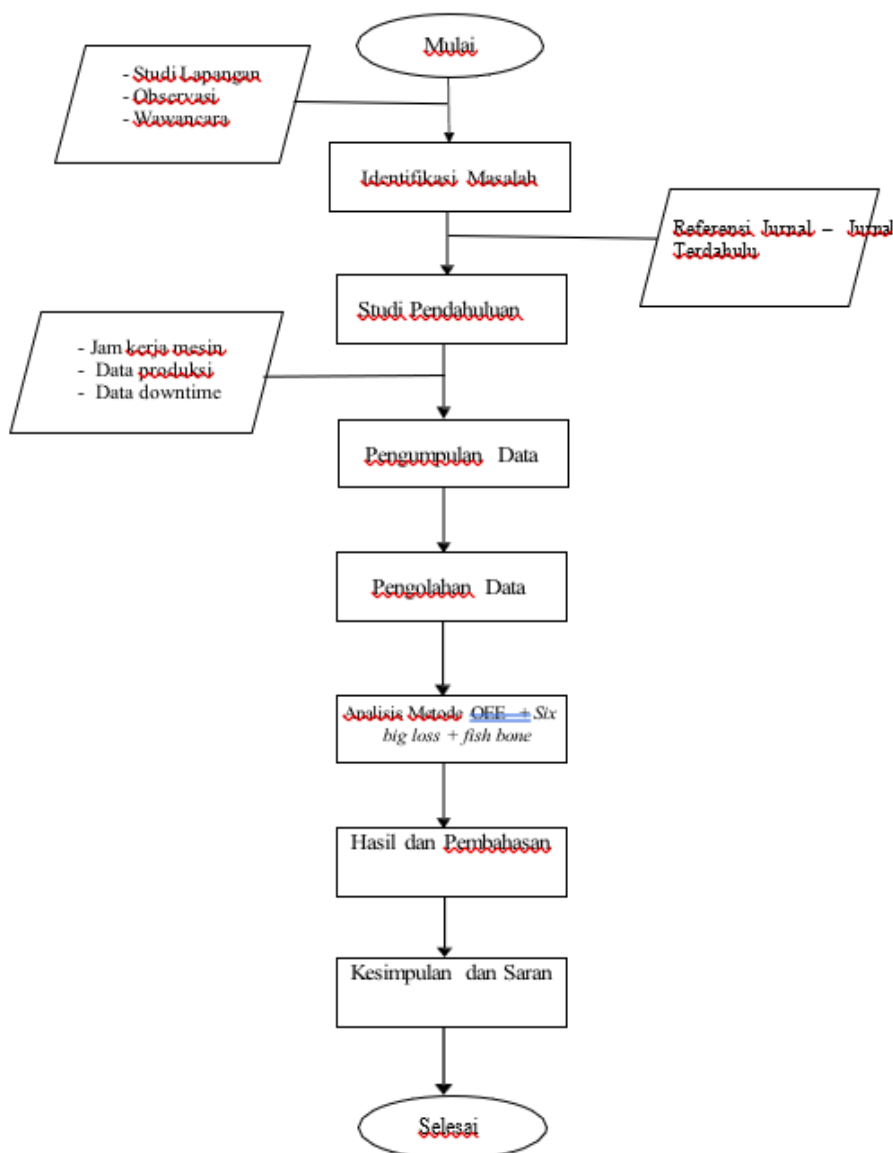 Mulai
- Studi Lapangan
- Observasi
- Wawancara
Identifikasi Masalah
Referensi Jurnal – Jurnal
Terdahulu
Studi Pendahuluan
- Jam kerja mesin
- Data produksi
- Data downtime
Pengumpulan Data
Pengolahan Data
Analisis Metode OEE + Six
big loss + fish bone
Hasil dan Pembahasan
Kesimpulan dan Saran
Selesai